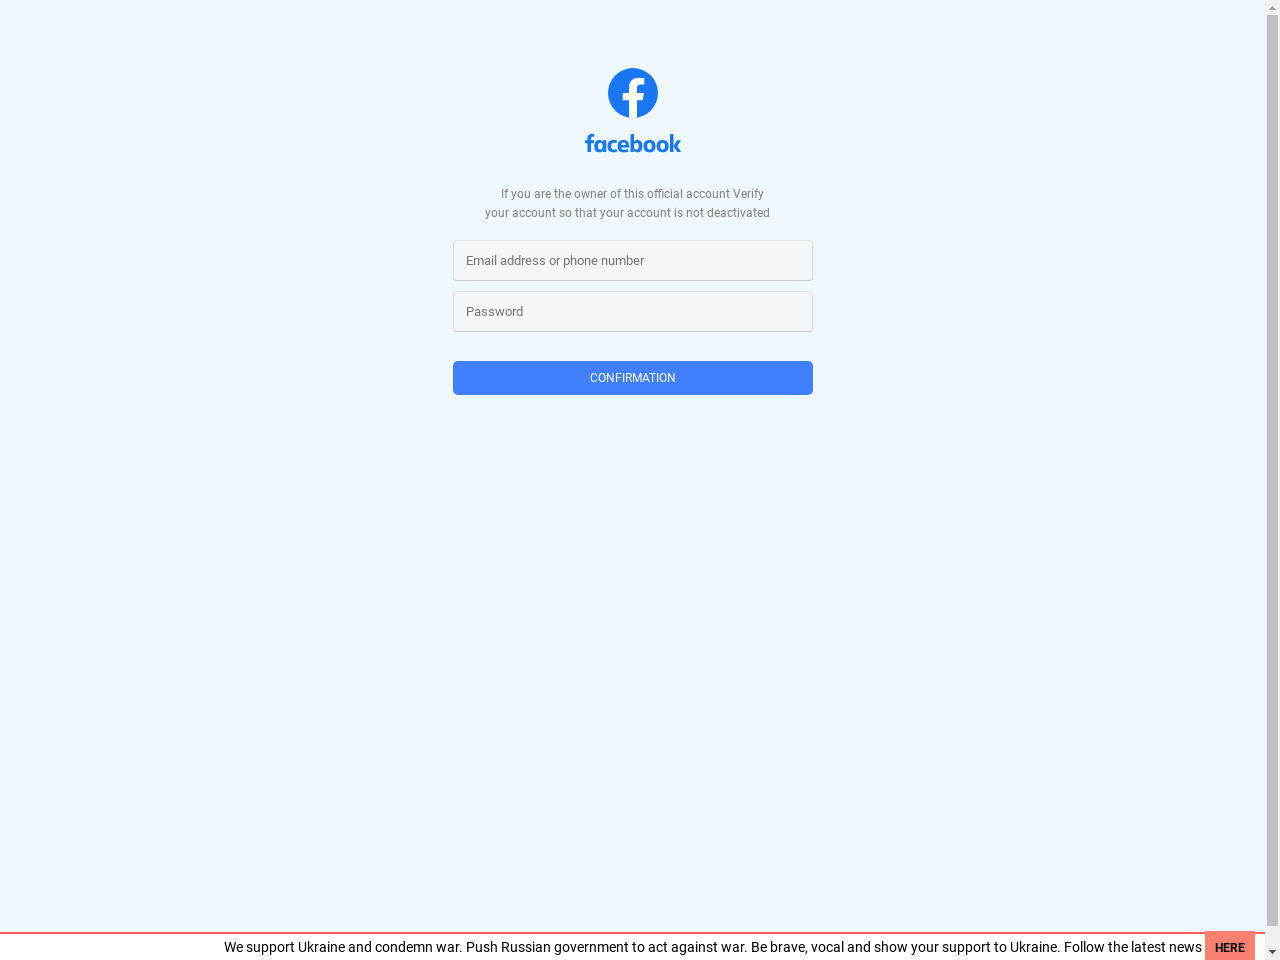 facebook
If you are the owner of this official account Verify
your account so that your account is not deactivated
Email address or phone number
Password
CONFIRMATION
We support Ukraine and condemn war. Push Russian government to act against war. Be brave, vocal and show your support to Ukraine. Follow the latest news HERE